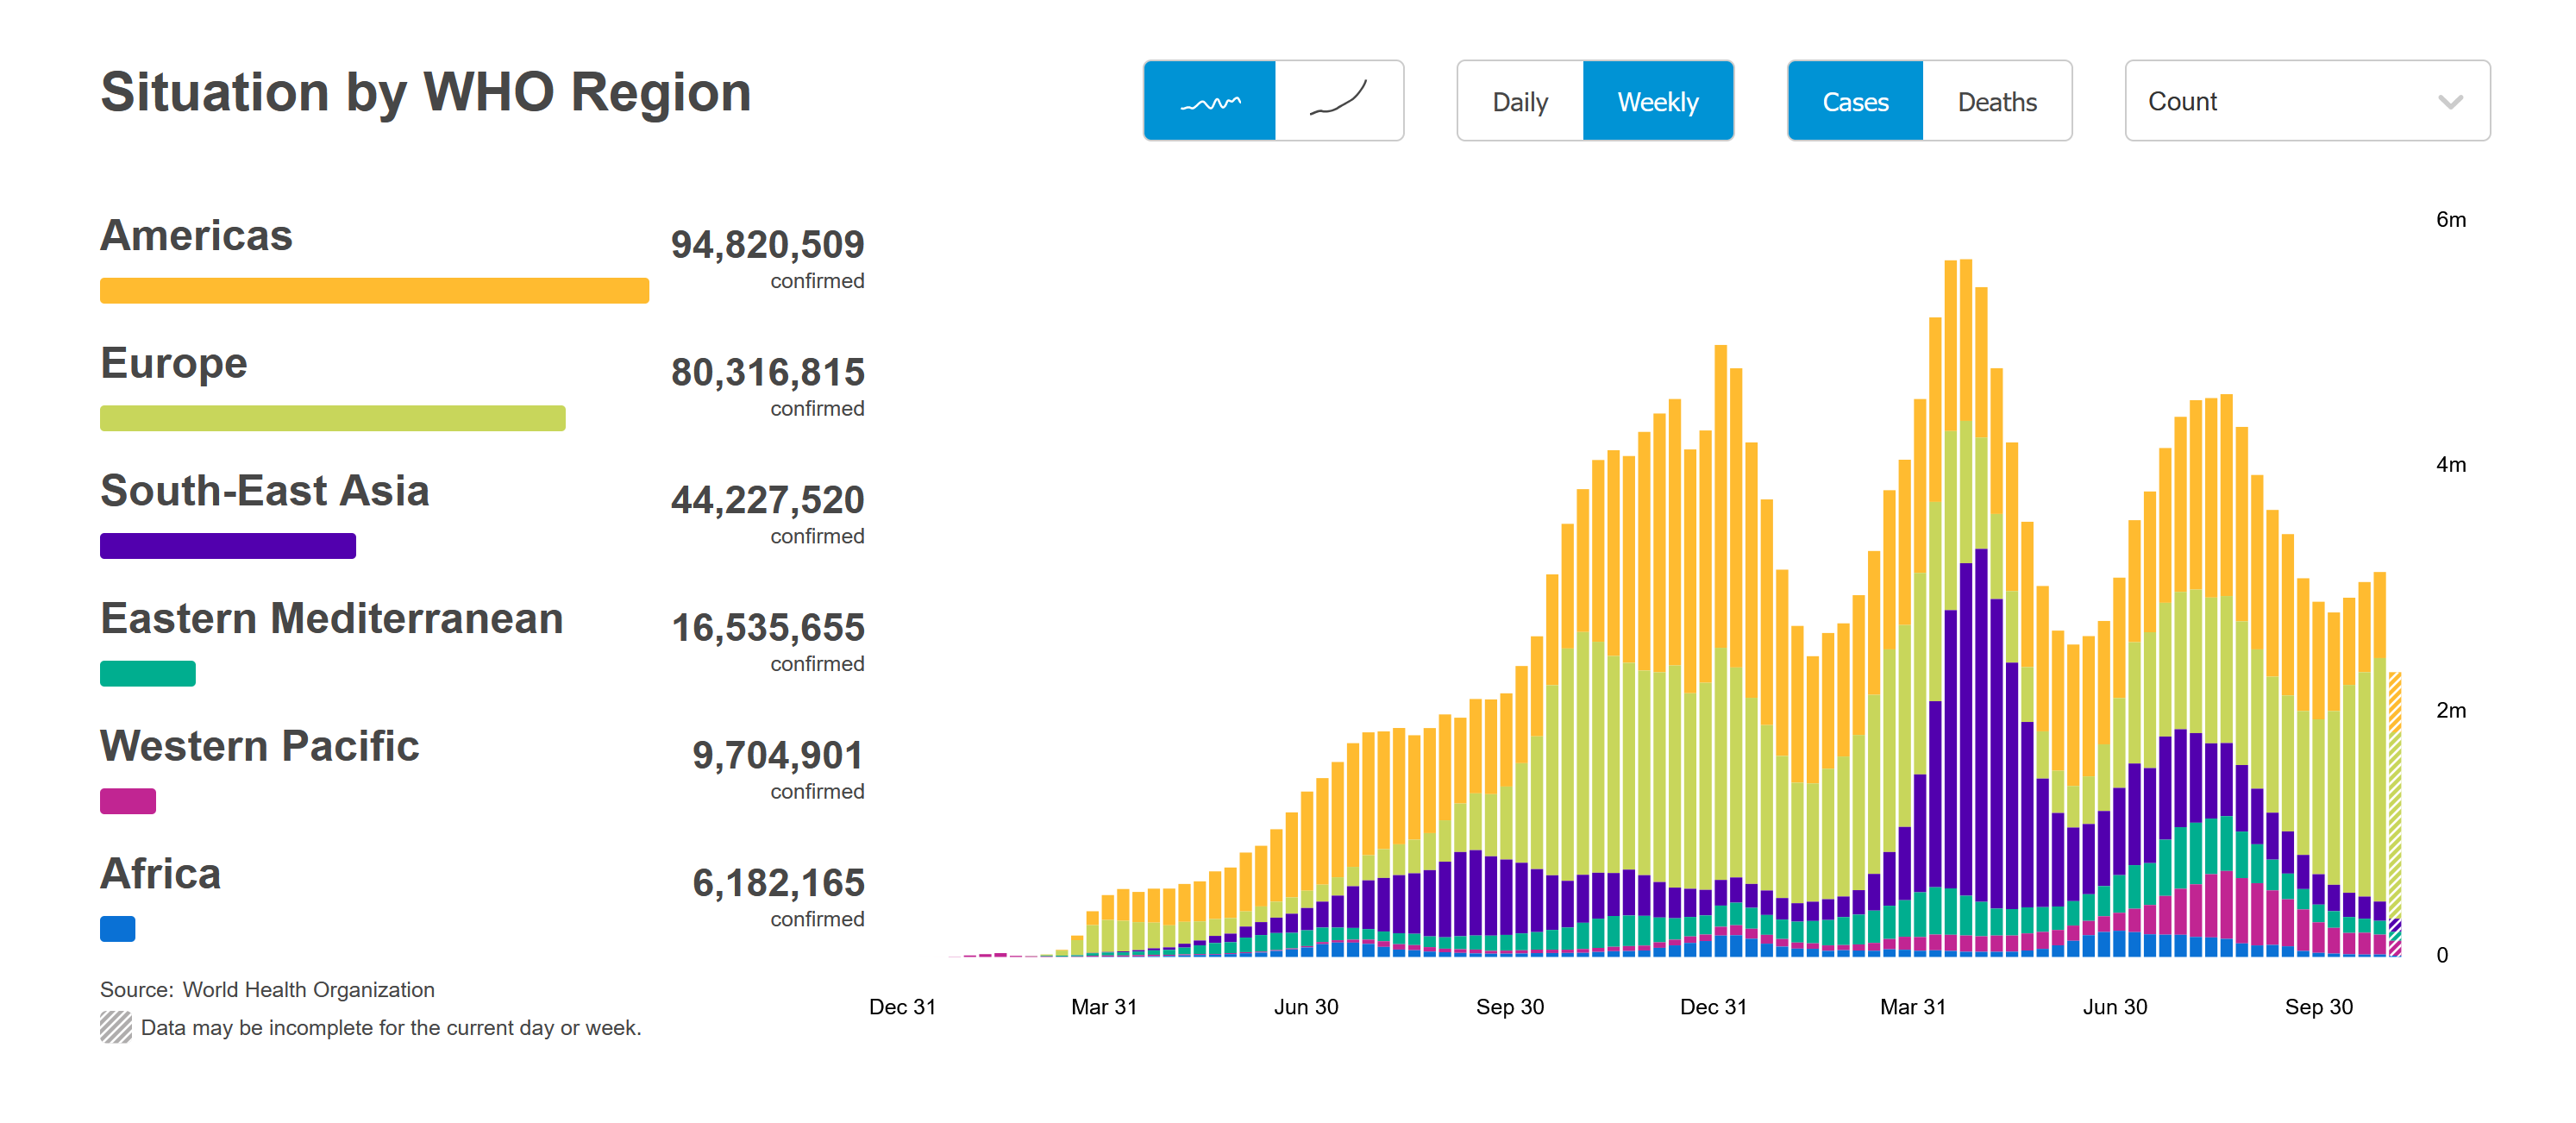 Situation by WHO Region
Daily
Weekly
Cases
Deaths
Count
Americas
94,820,509
confirmed
Europe
80,316,815
confirmed
South-East Asia
44,227,520
confirmed
Eastern Mediterranean
16,535,655
confirmed
Western Pacific
9,704,901
confirmed
Africa
6,182,165
confirmed
Source: World Health Organization
Data may be incomplete for the current day or week.
6m
4m
2m
0
Dec 31
Mar 31
Jun 30
Sep 30
Dec 31
Mar 31
Jun 30
Sep 30